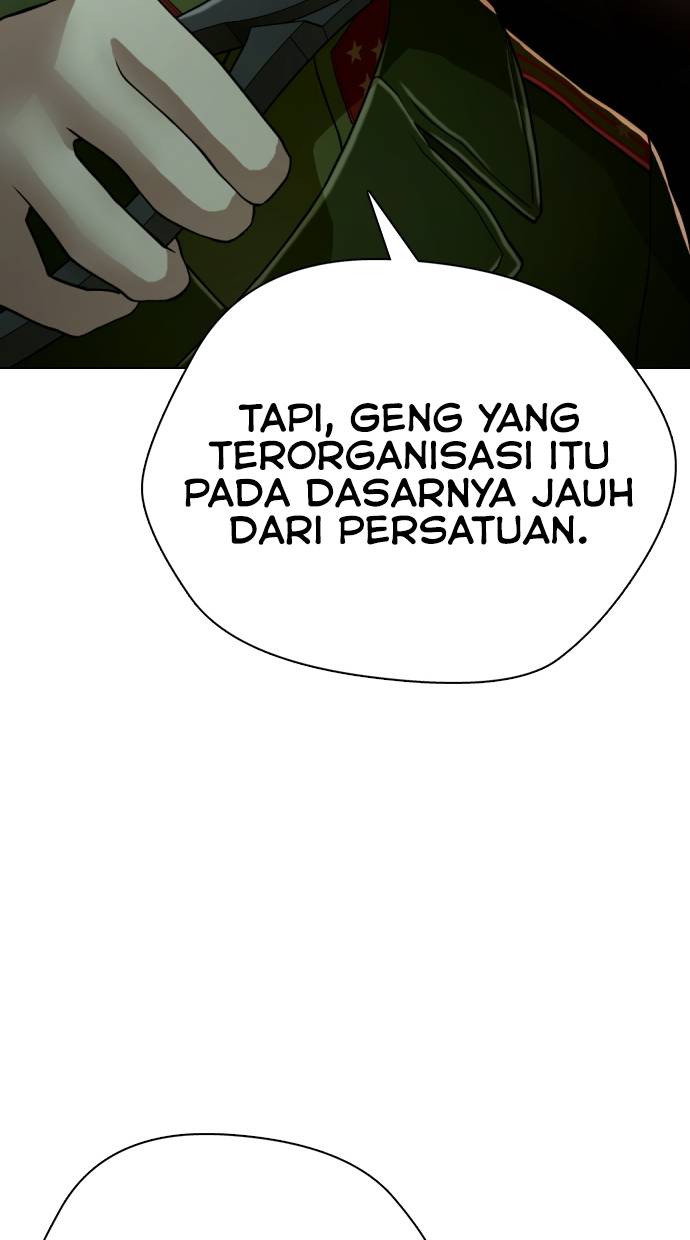 TAPI, GENG YANG
TERORGANISASI ITU
PADA DASARNYA JAUH
DARI PERSATUAN.